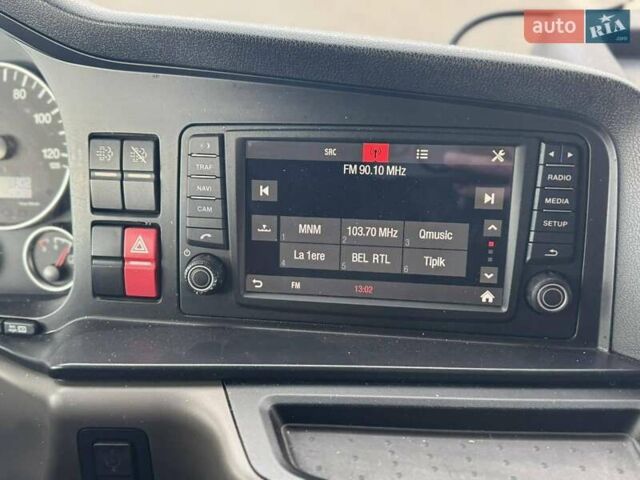 auto RIA.com
80
100
120
TRAF
NAVI
CAM
SRC
FM 90.10 MHz
1 MNM
2 103.70 MHz
3 Qmusic
4 La 1ere
5 BEL RTL
6 Tipik
FM
13:02
RADIO
MEDIA
SETUP